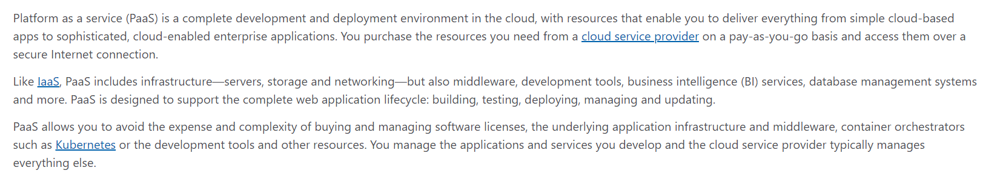 Platform as a service (PaaS) is a complete development and deployment environment in the cloud, with resources that enable you to deliver everything from simple cloud-based
apps to sophisticated, cloud-enabled enterprise applications. You purchase the resources you need from a cloud service provider on a pay-as-you-go basis and access them over a
secure Internet connection.
Like IaaS, PaaS includes infrastructure—servers, storage and networking—but also middleware, development tools, business intelligence (BI) services, database management systems
and more. PaaS is designed to support the complete web application lifecycle: building, testing, deploying, managing and updating.
PaaS allows you to avoid the expense and complexity of buying and managing software licenses, the underlying application infrastructure and middleware, container orchestrators
such as Kubernetes or the development tools and other resources. You manage the applications and services you develop and the cloud service provider typically manages
everything else.